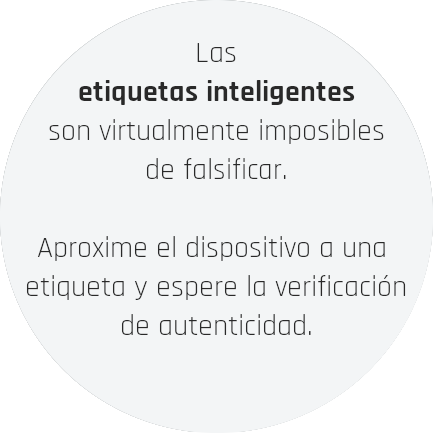 Las
etiquetas inteligentes
son virtualmente imposibles
de falsificar.
Aproxime el dispositivo a una
etiqueta y espere la verificación
de autenticidad.